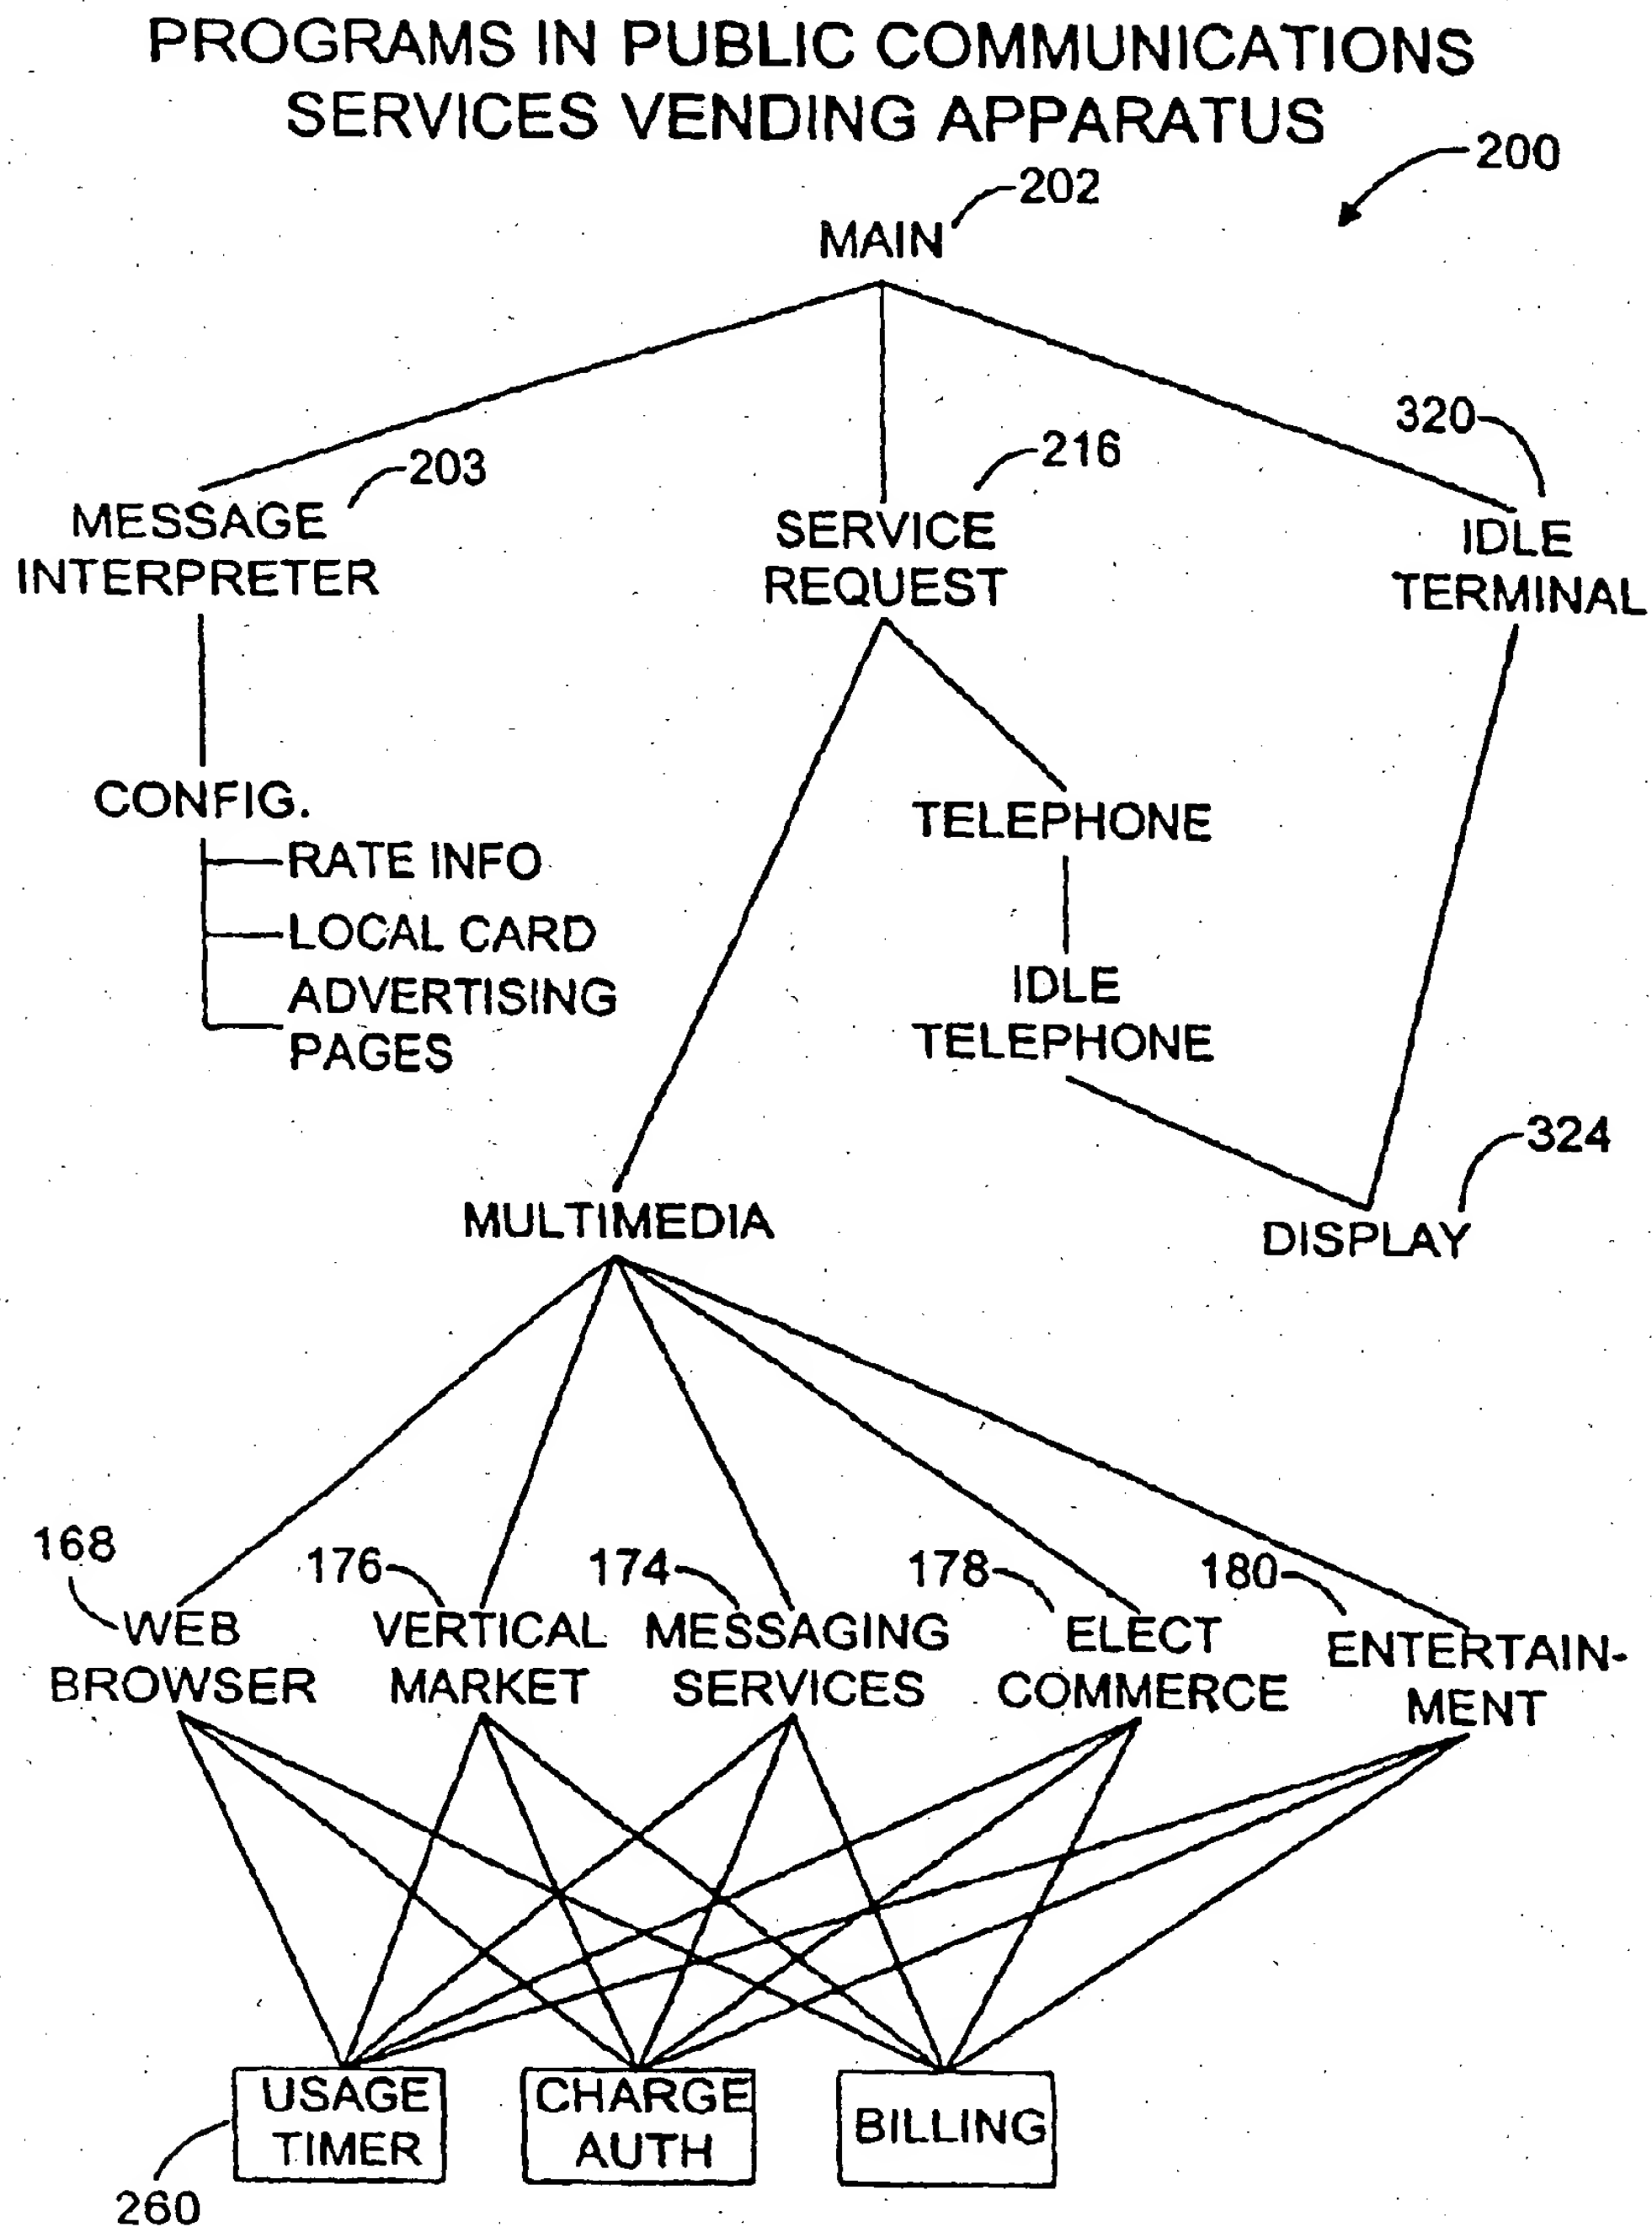 PROGRAMS IN PUBLIC COMMUNICATIONS
SERVICES VENDING APPARATUS
200
202
MAIN
320
203
216
MESSAGE
INTERPRETER
SERVICE
REQUEST
IDLE
TERMINAL
CONFIG.
RATE INFO
LOCAL CARD
ADVERTISING
PAGES
TELEPHONE
IDLE
TELEPHONE
324
MULTIMEDIA
DISPLAY
168
176
174
178
180
WEB
BROWSER
VERTICAL
MARKET
MESSAGING
SERVICES
ELECT
COMMERCE
ENTERTAIN-
MENT
USAGE
TIMER
CHARGE
AUTH
BILLING
260